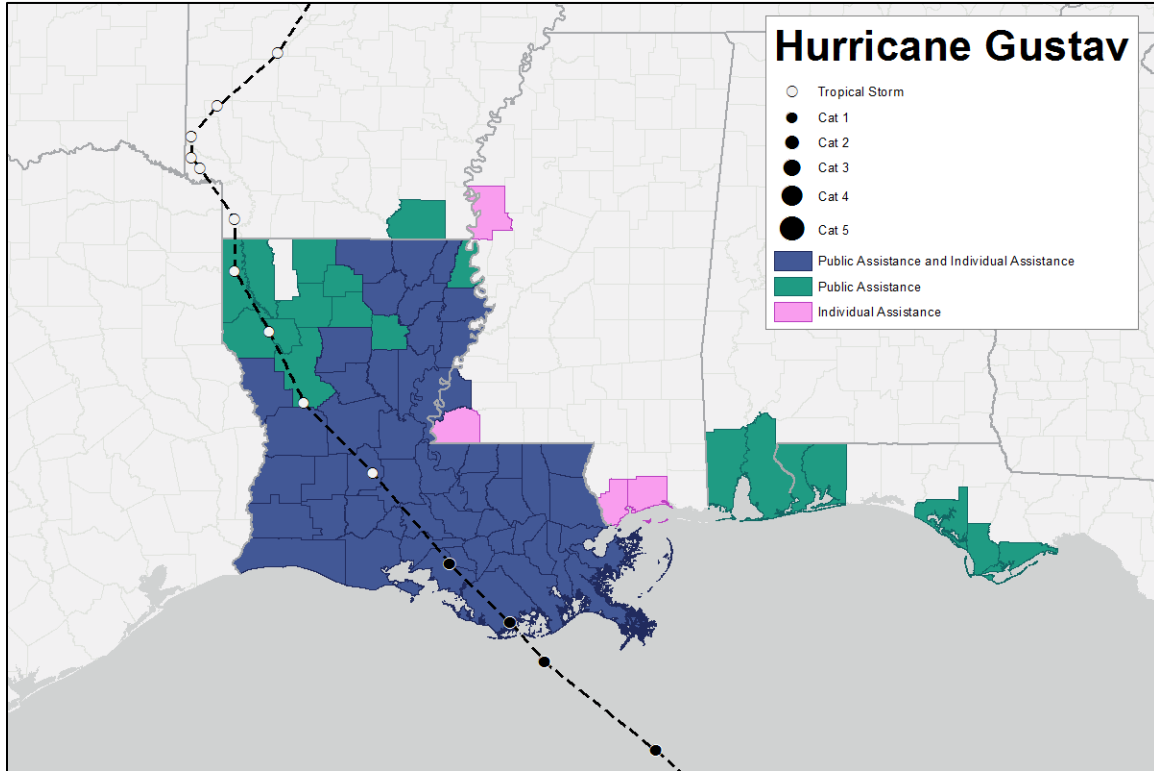 Hurricane Gustav
Tropical Storm
Cat 1
Cat 2
Cat 3
Cat 4
Cat 5
Public Assistance and Individual Assistance
Public Assistance
Individual Assistance